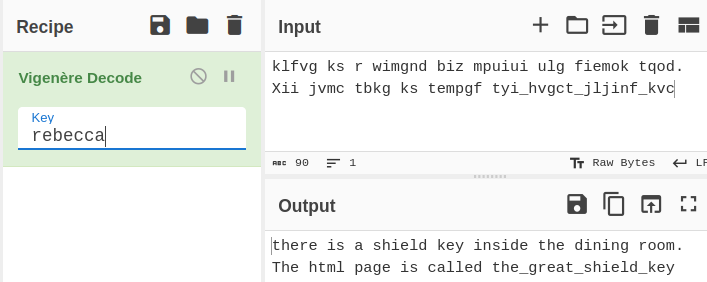 Recipe
Input
Vigenère Decode
Key
rebecca
klfvg ks r wimgnd biz mpuiui ulg fiemok tqod.
Xii jvmc tbkg ks tempgf tyi_hvgct_jljinf_kvc
ABC 90 1 Raw Bytes LF
Output
there is a shield key inside the dining room.
The html page is called the_great_shield_key